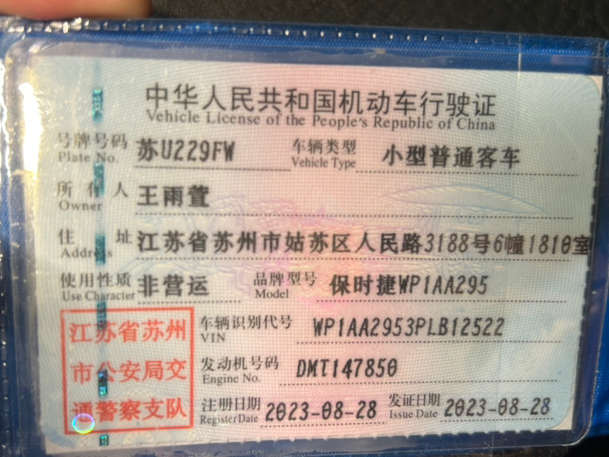 中华人民共和国机动车行驶证
Vehicle License of the People's Republic of China
号牌号码 Plate No. 苏U229FW 车辆类型 Vehicle Type 小型普通客车
所有人 Owner 王雨萱
住址 Address 江苏省苏州市姑苏区人民路3188号6幢1810室
使用性质 Use Character 非营运 品牌型号 Model 保时捷WP1AA295
江苏省苏州
市公安局交
通警察支队
车辆识别代号 VIN WP1AA2953PLB12522
发动机号码 Engine No. DMT147850
注册日期 Register Date 2023-08-28 发证日期 Issue Date 2023-08-28